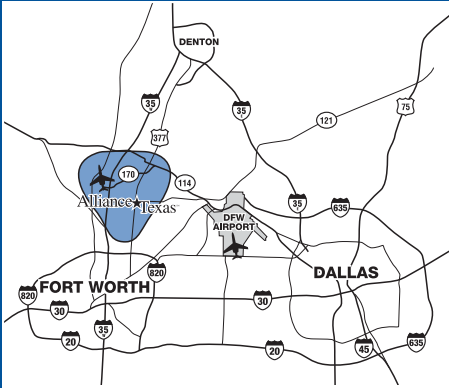 DENTON
35
W
35
E
75
377
121
170
114
Alliance★Texas
35
E
635
DFW
AIRPORT
820
DALLAS
820
FORT WORTH
30
30
35
W
20
20
45
635